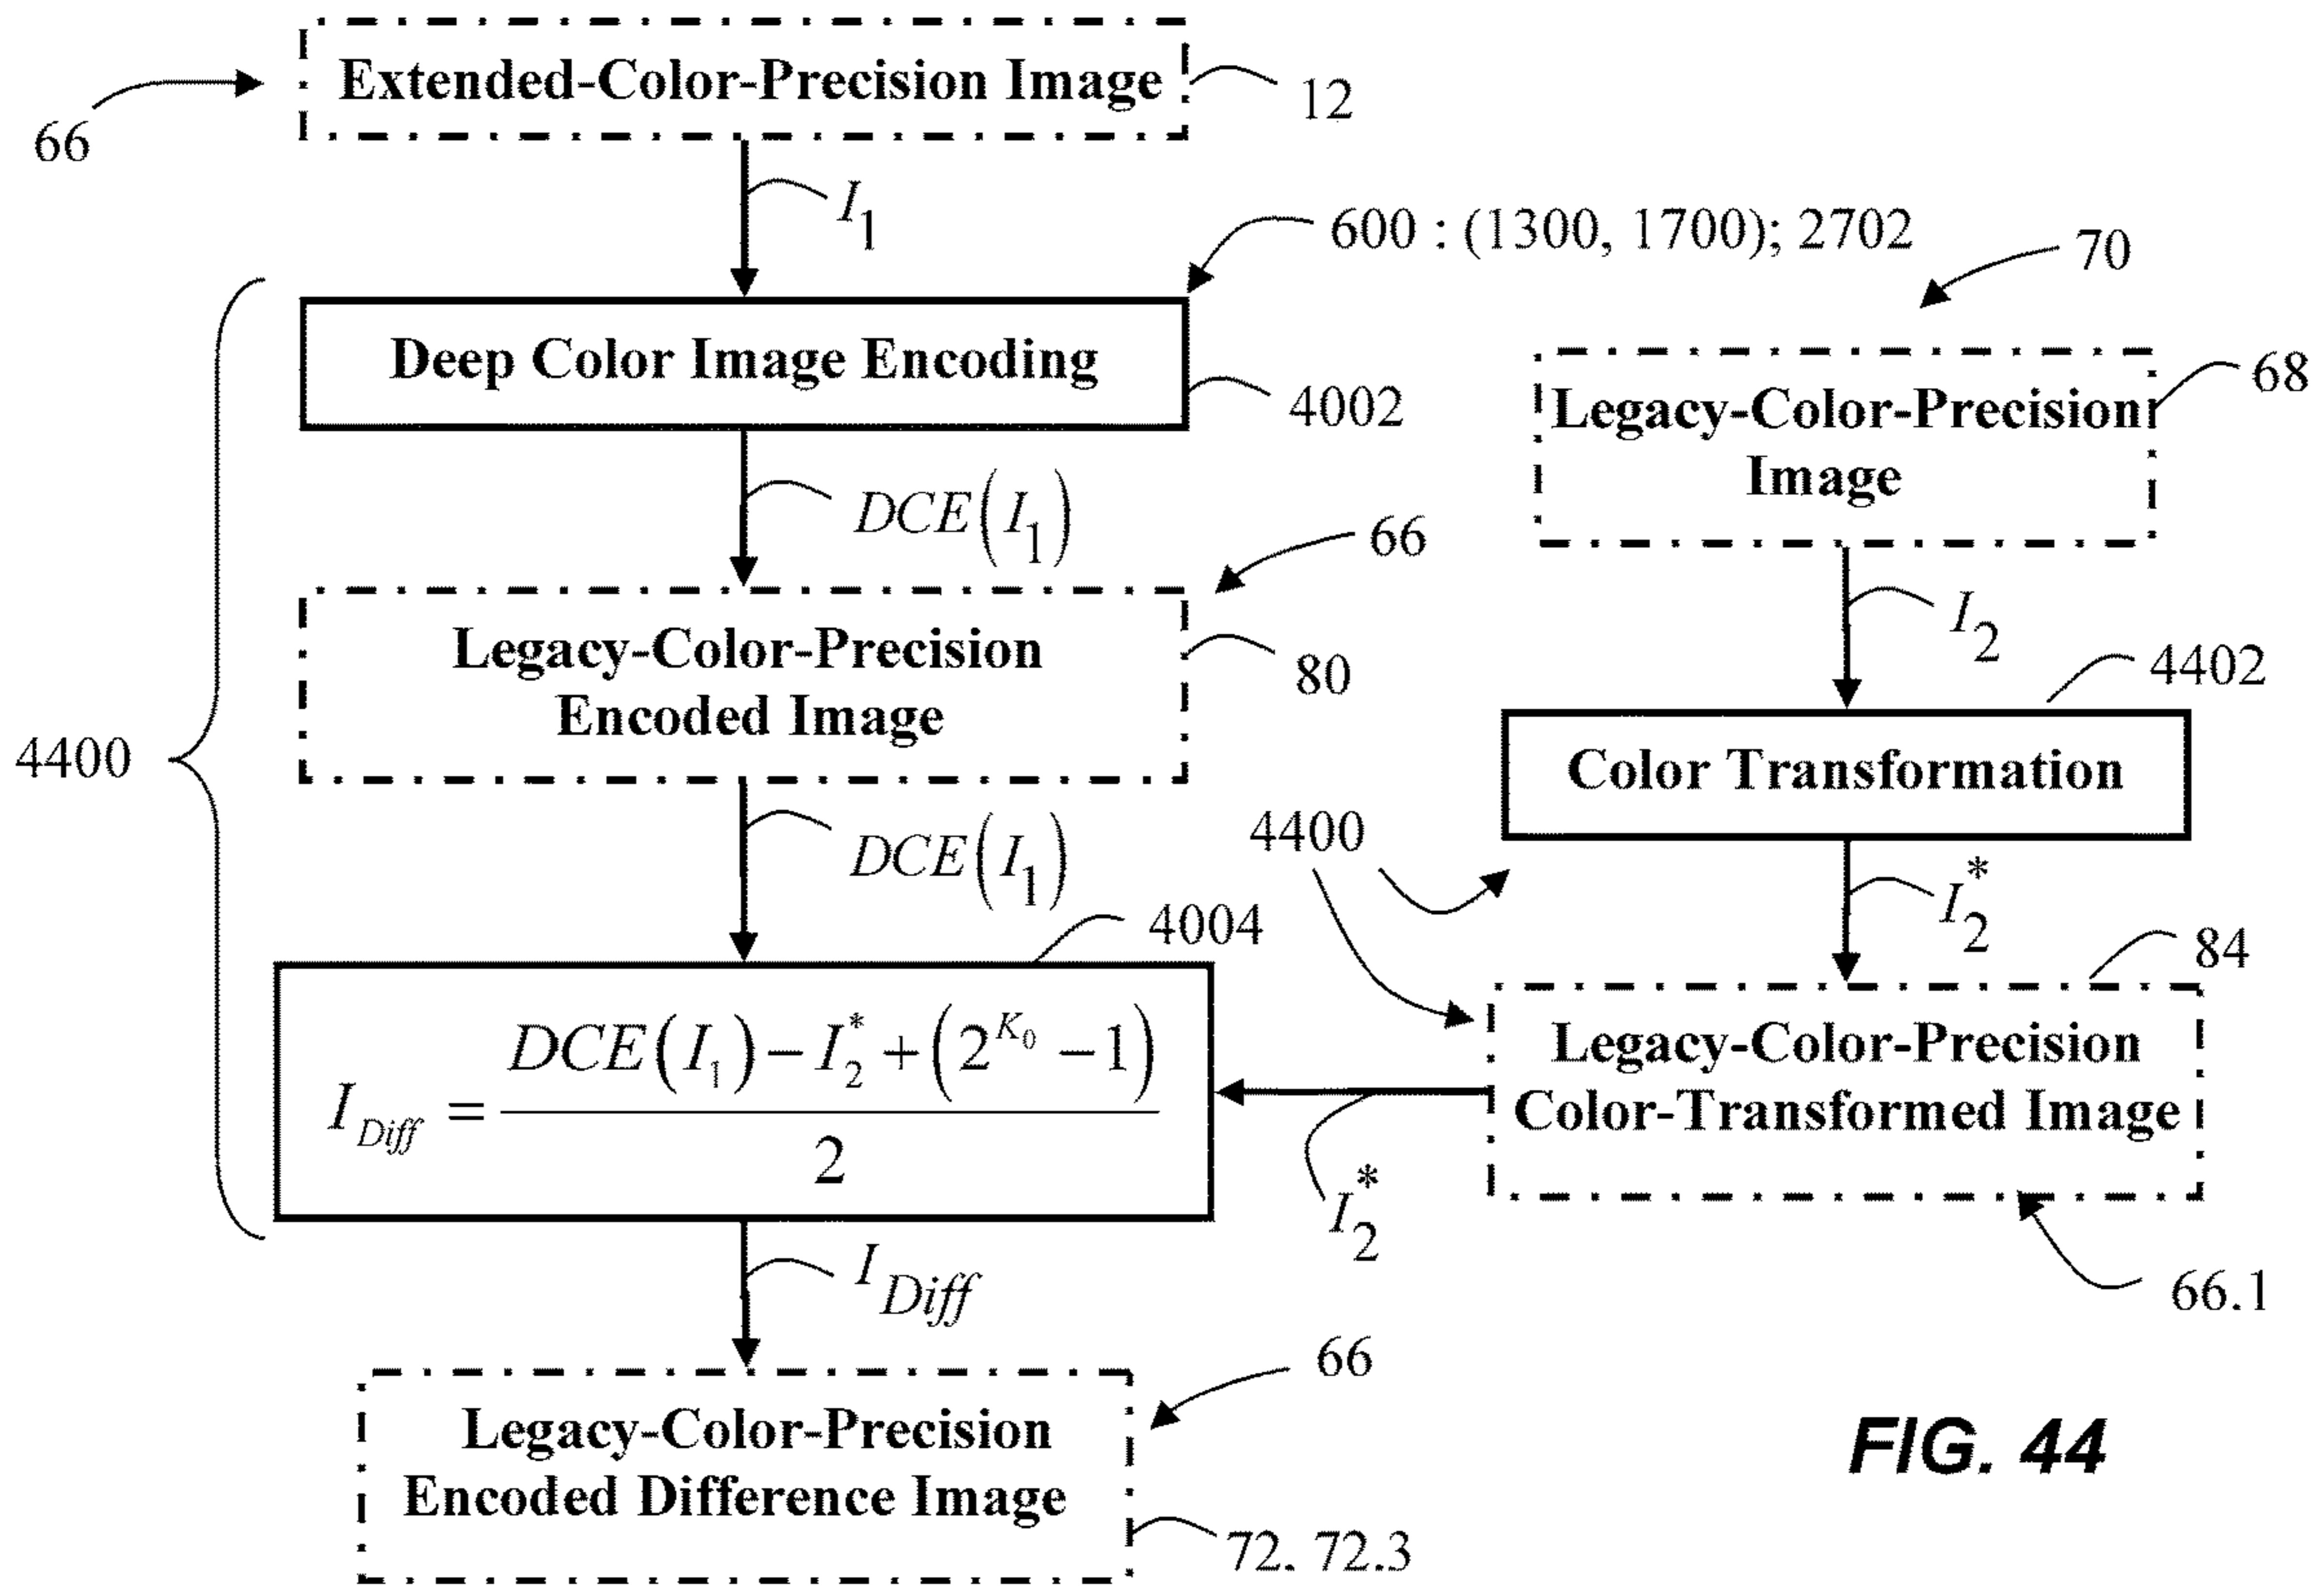 Extended-Color-Precision Image
12
66
I₁
600 : (1300, 1700); 2702
70
Deep Color Image Encoding
4002
Legacy-Color-Precision
Image
68
DCE(I₁)
66
I₂
Legacy-Color-Precision
Encoded Image
80
4402
4400
Color Transformation
DCE(I₁)
4400
I₂*
4004
84
I_Diff = (DCE(I₁) − I₂* + (2^K₀ − 1)) / 2
Legacy-Color-Precision
Color-Transformed Image
I₂*
66.1
I_Diff
66
Legacy-Color-Precision
Encoded Difference Image
72, 72.3
FIG. 44